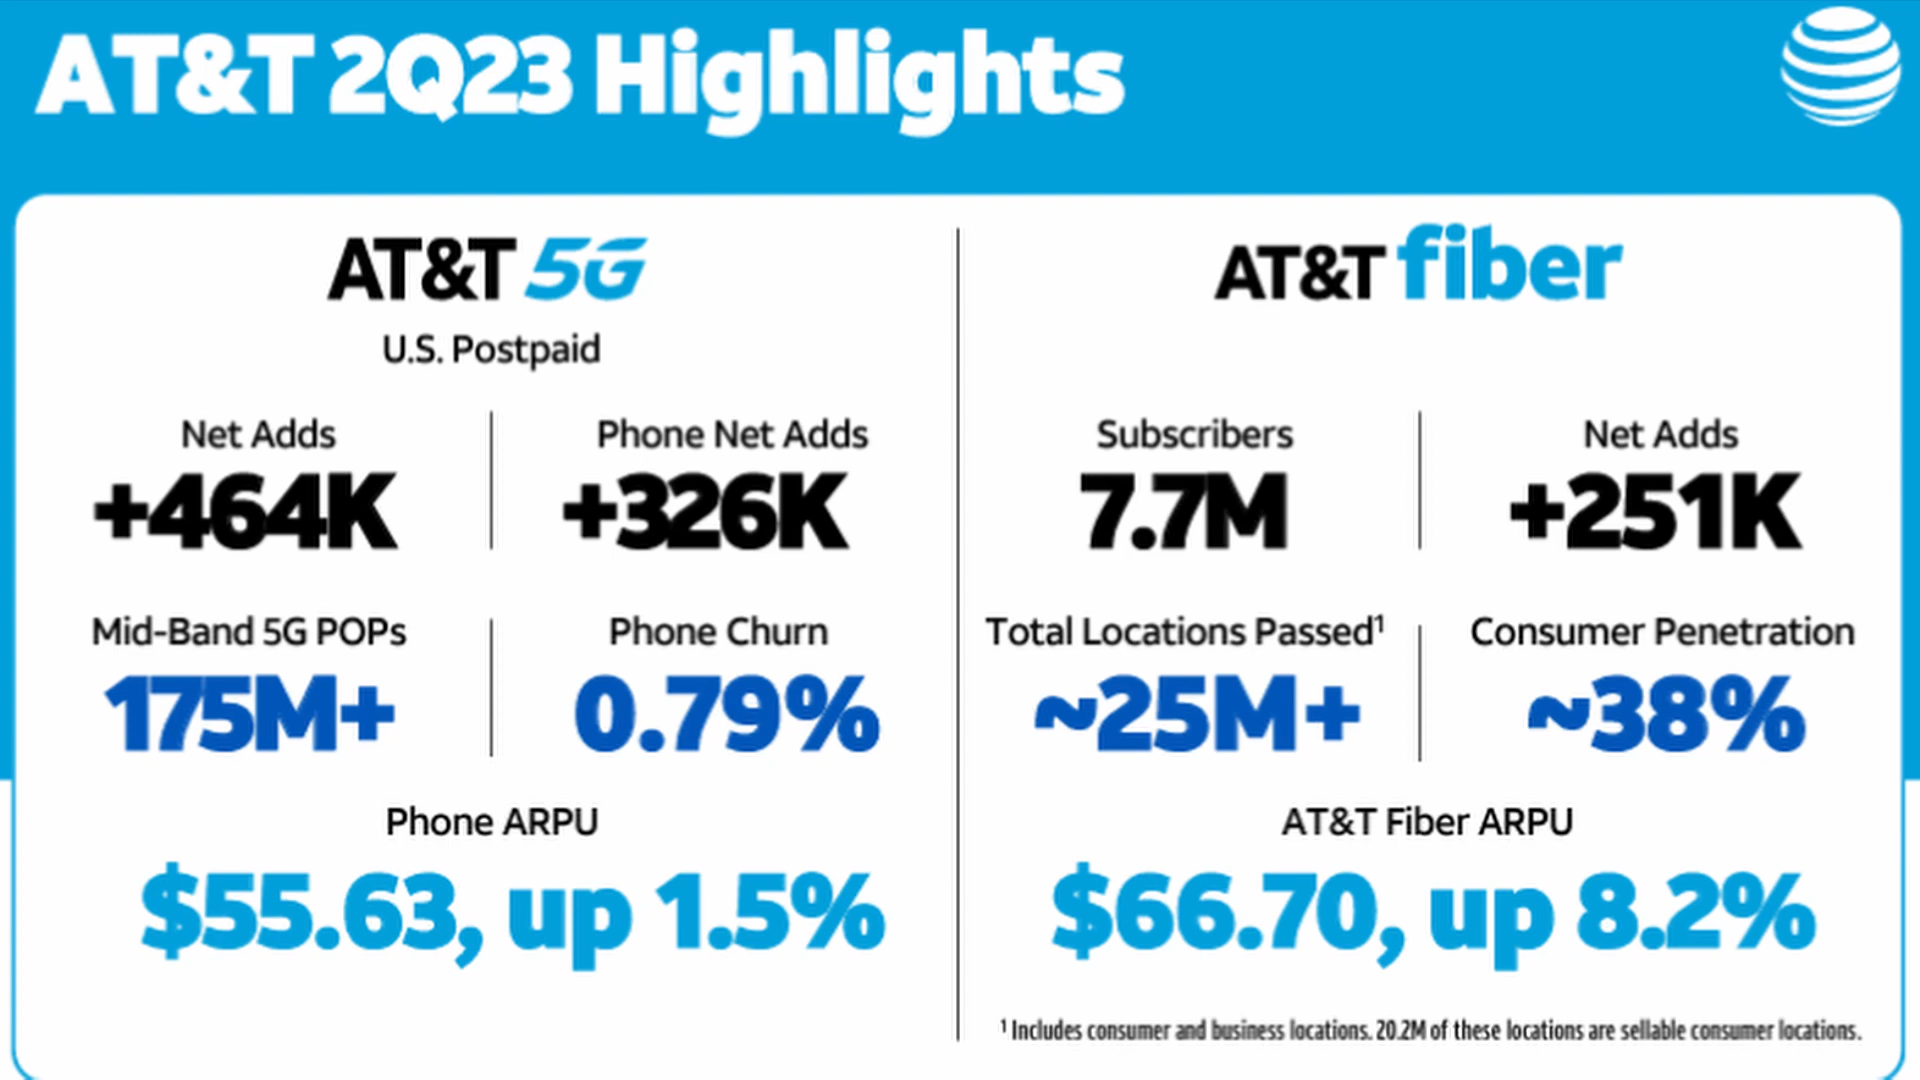 AT&T 2Q23 Highlights
AT&T 5G
U.S. Postpaid
Net Adds
+464K
Phone Net Adds
+326K
Mid-Band 5G POPs
175M+
Phone Churn
0.79%
Phone ARPU
$55.63, up 1.5%
AT&T fiber
Subscribers
7.7M
Net Adds
+251K
Total Locations Passed¹
~25M+
Consumer Penetration
~38%
AT&T Fiber ARPU
$66.70, up 8.2%
¹ Includes consumer and business locations. 20.2M of these locations are sellable consumer locations.